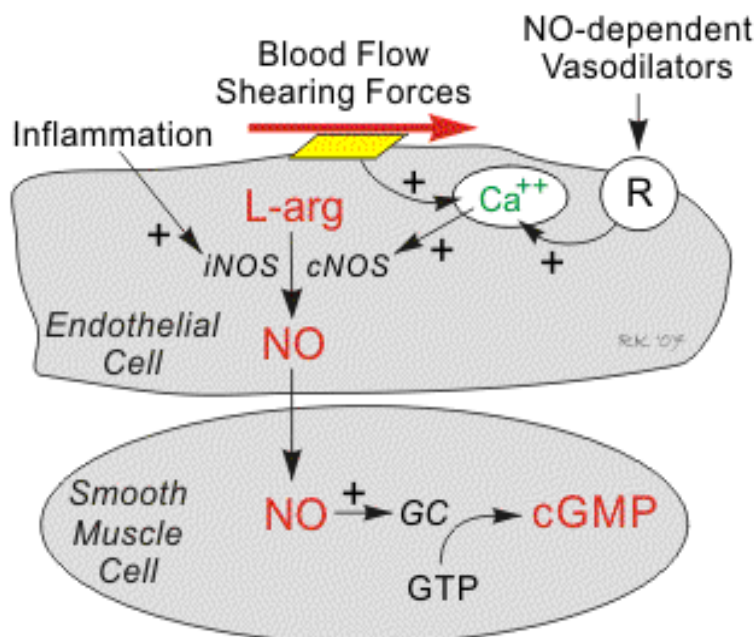 NO-dependent
Vasodilators
Blood Flow
Shearing Forces
Inflammation
+
Ca++
R
L-arg
+
iNOS
cNOS
+
+
Endothelial
Cell
NO
RK '07
Smooth
Muscle
Cell
NO
+
GC
cGMP
GTP